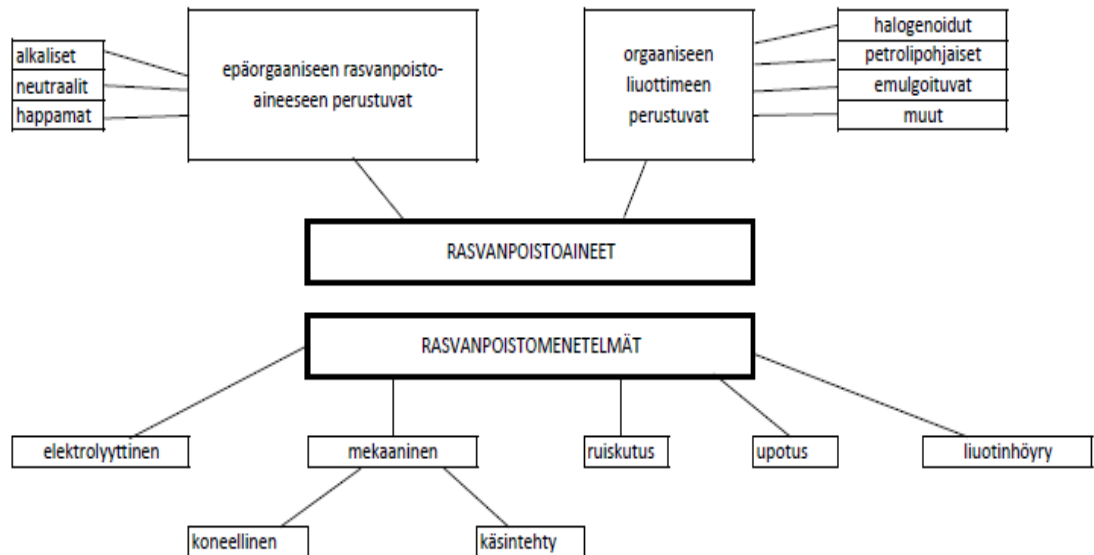 alkaliset
neutraalit
happamat
epäorgaaniseen rasvanpoisto-
aineeseen perustuvat
orgaaniseen
liuottimeen
perustuvat
halogenoidut
petrolipohjaiset
emulgoituvat
muut
RASVANPOISTOAINEET
RASVANPOISTOMENETELMÄT
elektrolyyttinen
mekaaninen
ruiskutus
upotus
liuotinhöyry
koneellinen
käsintehty